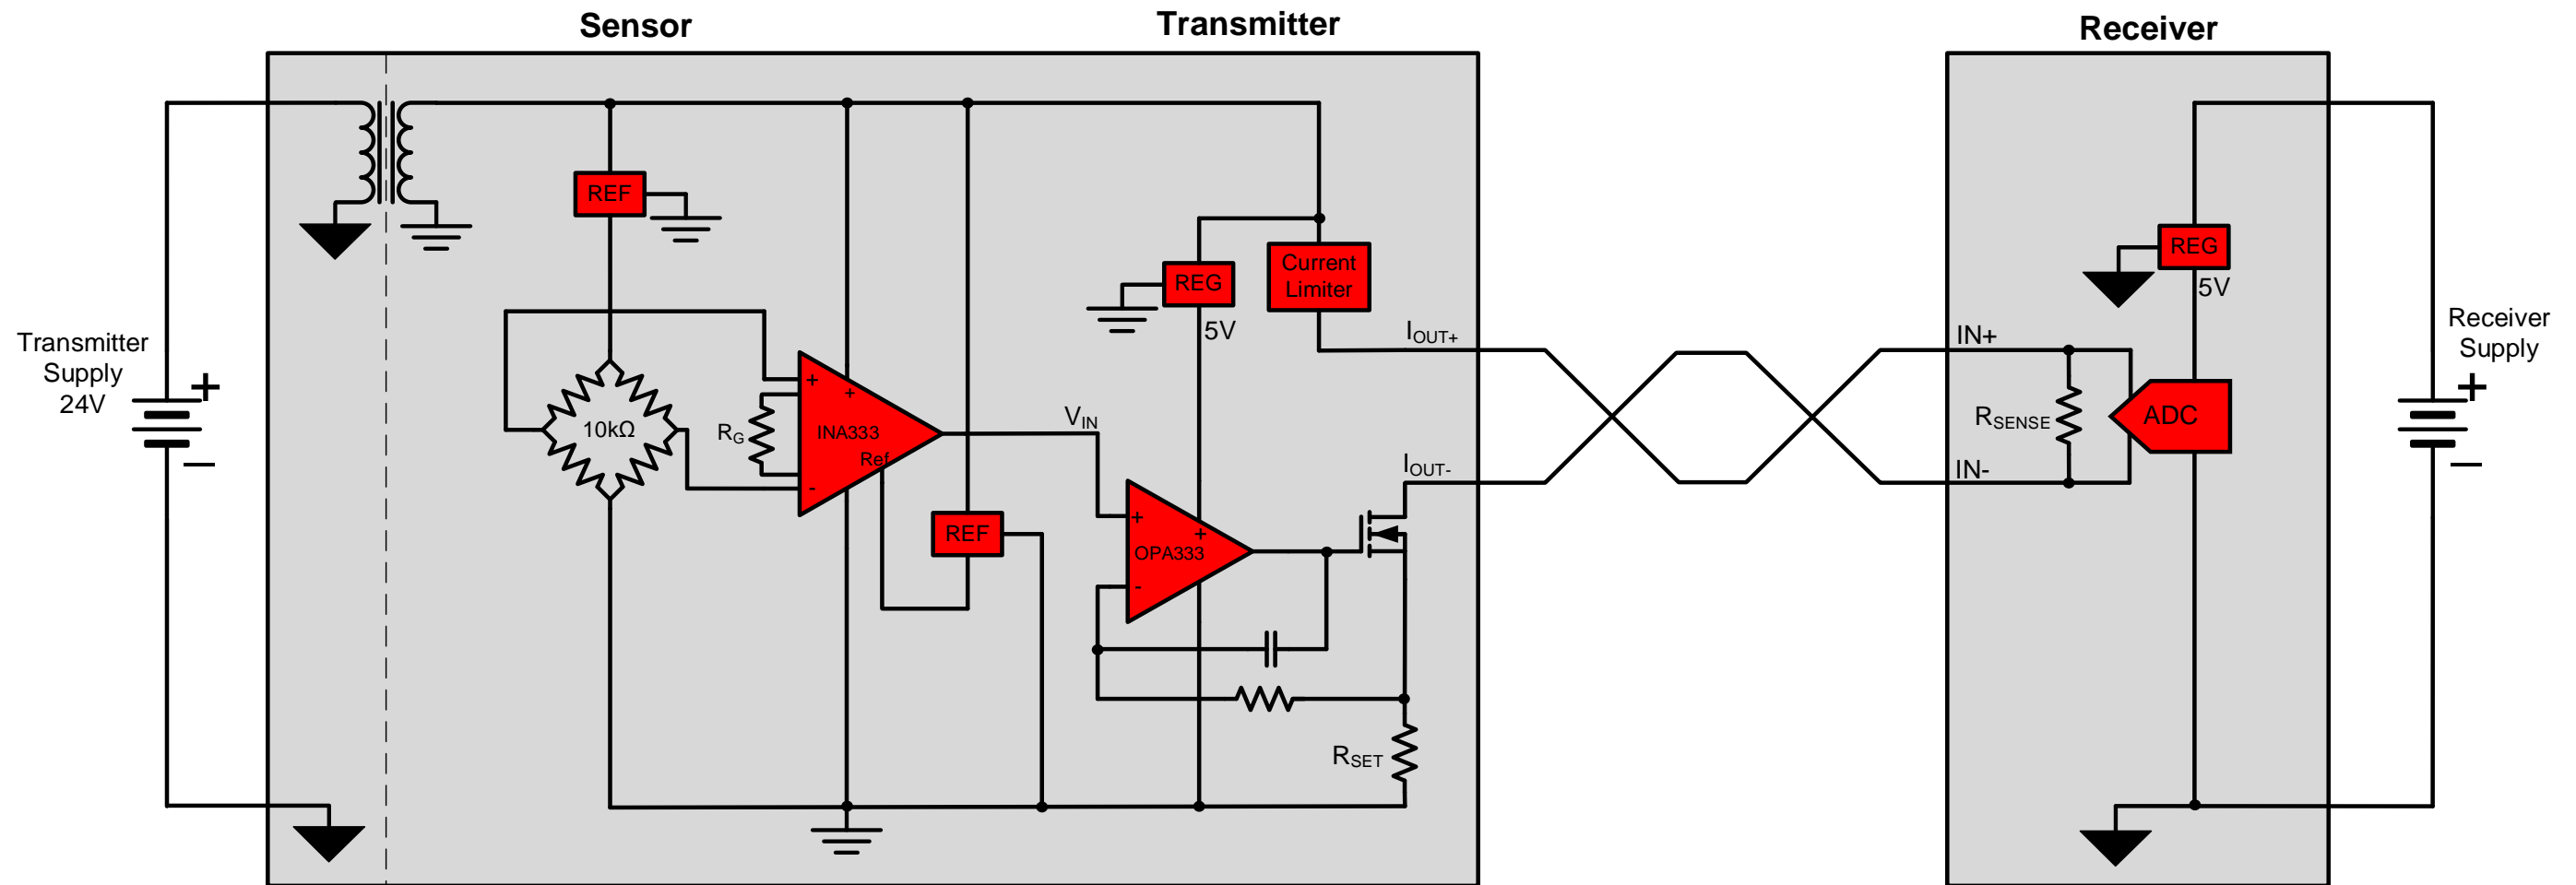 Sensor
Transmitter
Receiver
REF
REG
5V
Current
Limiter
REG
5V
Transmitter
Supply
24V
+
_
IOUT+
IN+
Receiver
Supply
+
_
+
+
10kΩ
RG
INA333
Ref
-
VIN
RSENSE
ADC
IOUT-
IN-
REF
+
+
OPA333
-
RSET